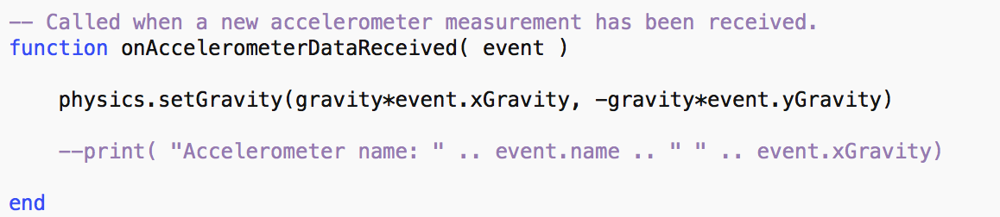 -- Called when a new accelerometer measurement has been received.
function onAccelerometerDataReceived( event )
physics.setGravity(gravity*event.xGravity, -gravity*event.yGravity)
--print( "Accelerometer name: " .. event.name .. " " .. event.xGravity)
end